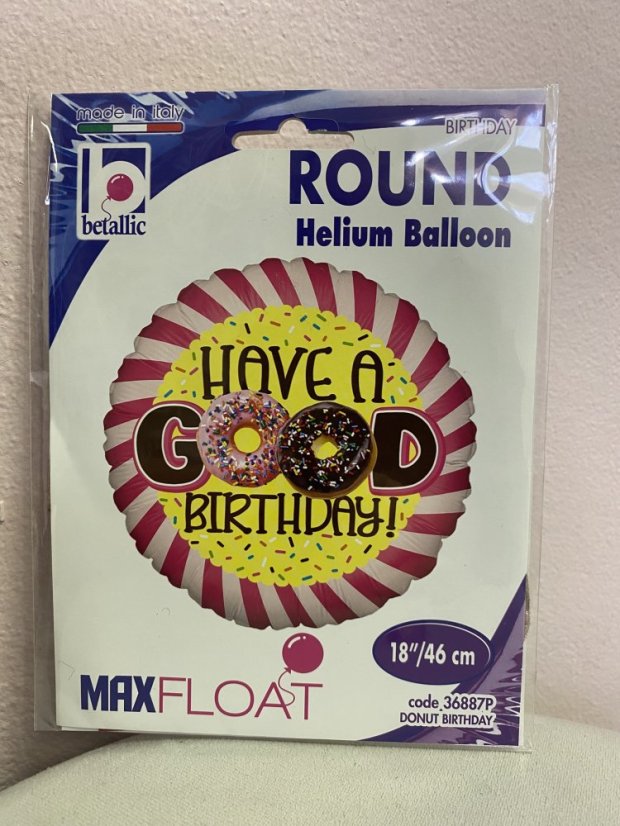 made in italy
BIRTHDAY
betallic
ROUND
Helium Balloon
HAVE A
GOOD
BIRTHDAY!
18"/46 cm
MAXFLOAT
code 36887P
DONUT BIRTHDAY